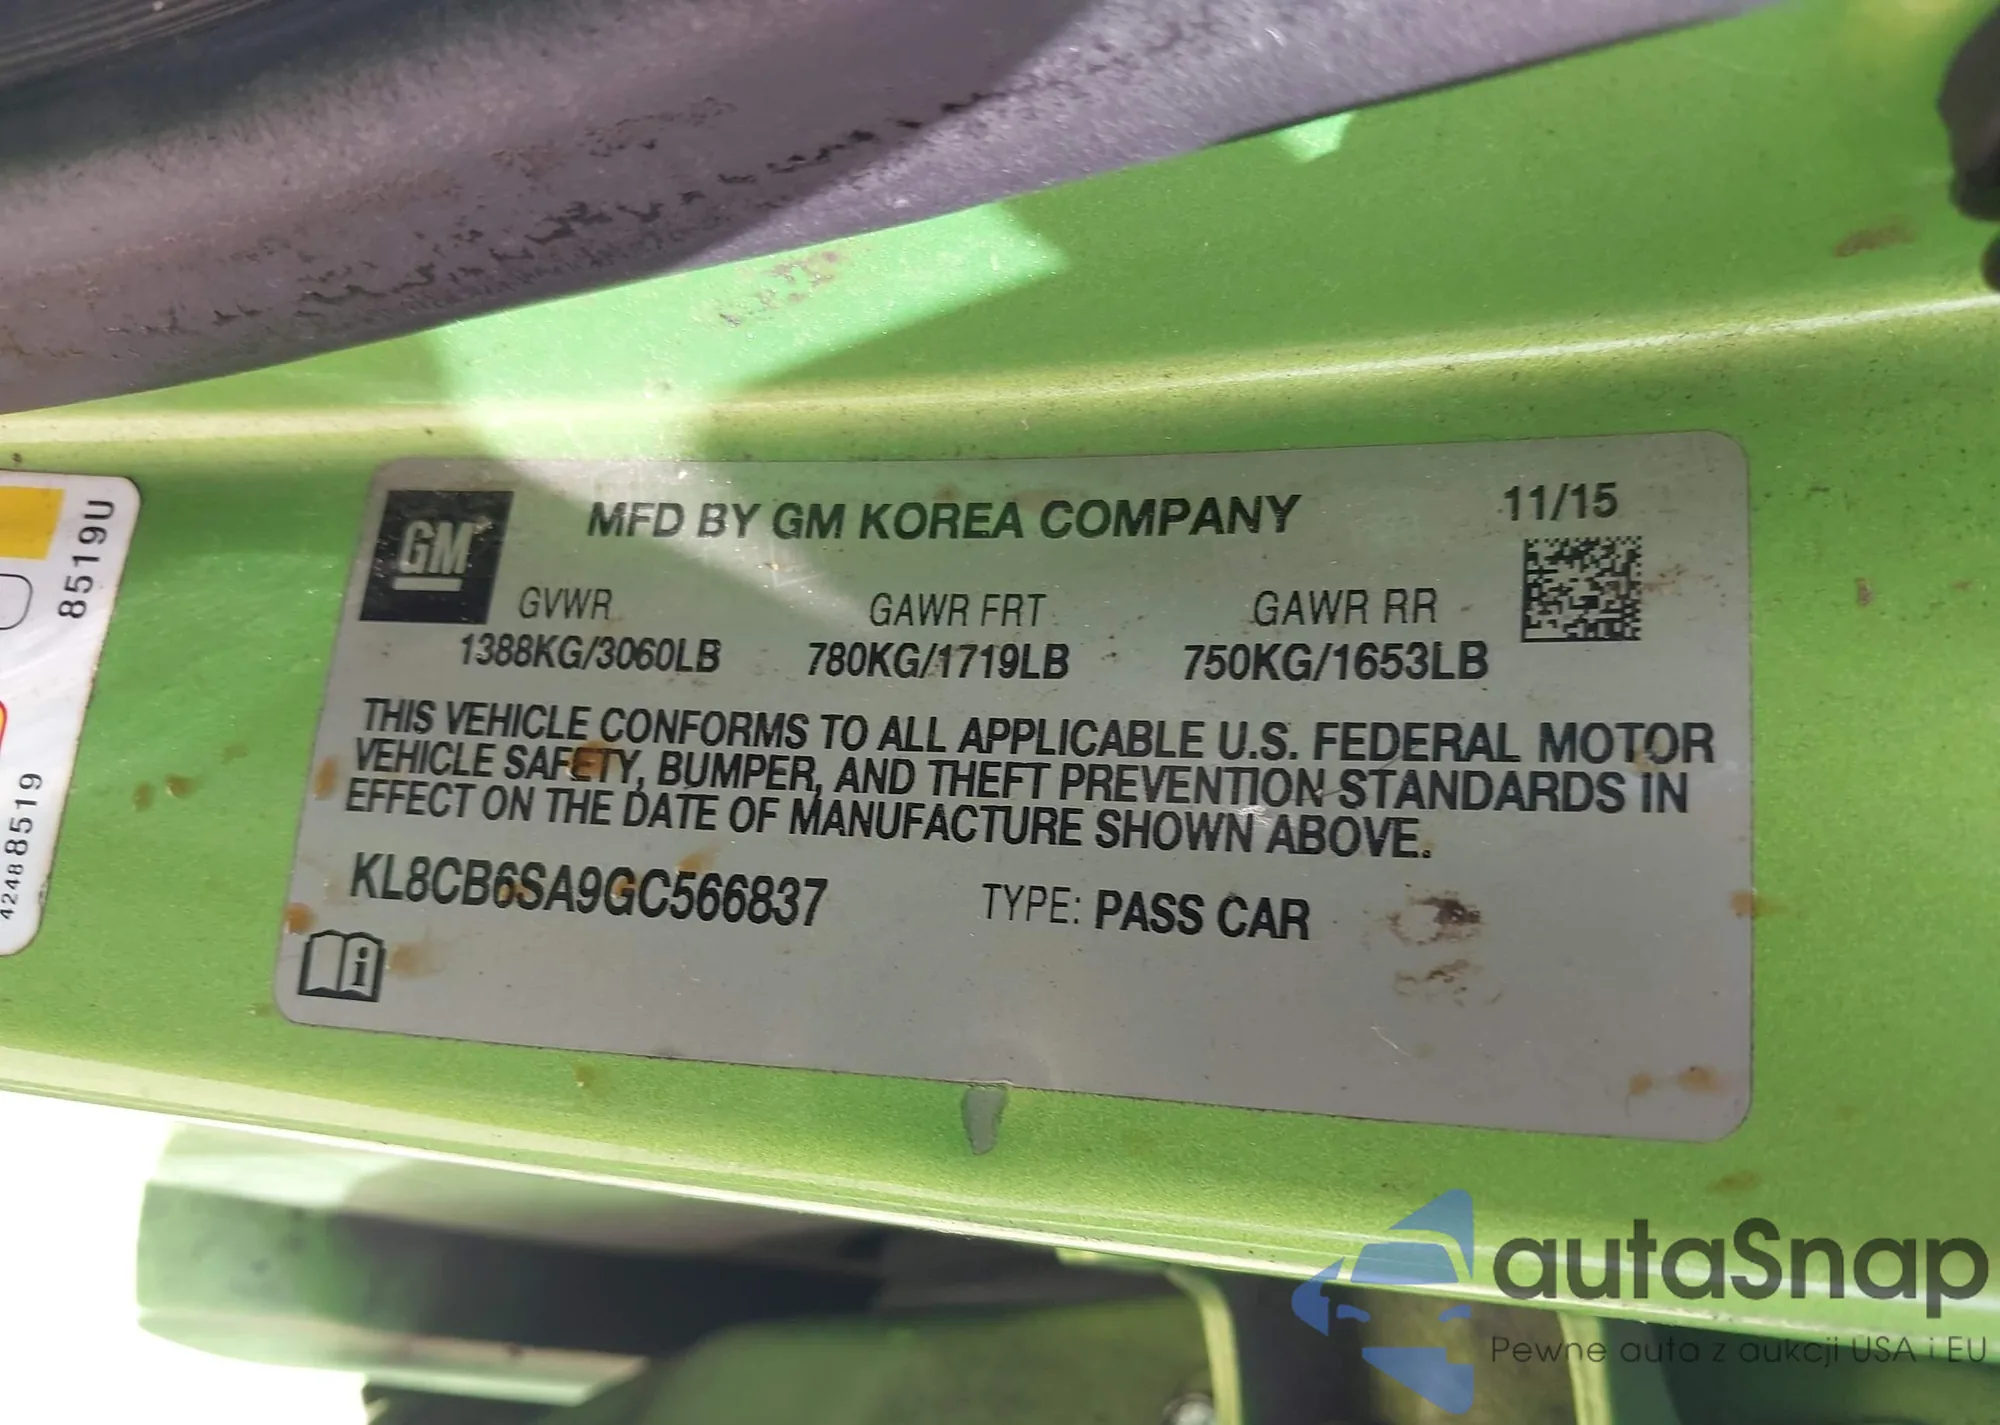 GM
MFD BY GM KOREA COMPANY
11/15
GVWR
GAWR FRT
GAWR RR
1388KG/3060LB
780KG/1719LB
750KG/1653LB
THIS VEHICLE CONFORMS TO ALL APPLICABLE U.S. FEDERAL MOTOR
VEHICLE SAFETY, BUMPER, AND THEFT PREVENTION STANDARDS IN
EFFECT ON THE DATE OF MANUFACTURE SHOWN ABOVE.
KL8CB6SA9GC566837
TYPE: PASS CAR
i
8519U
42488519
autaSnap
Pewne auta z aukcji USA i EU